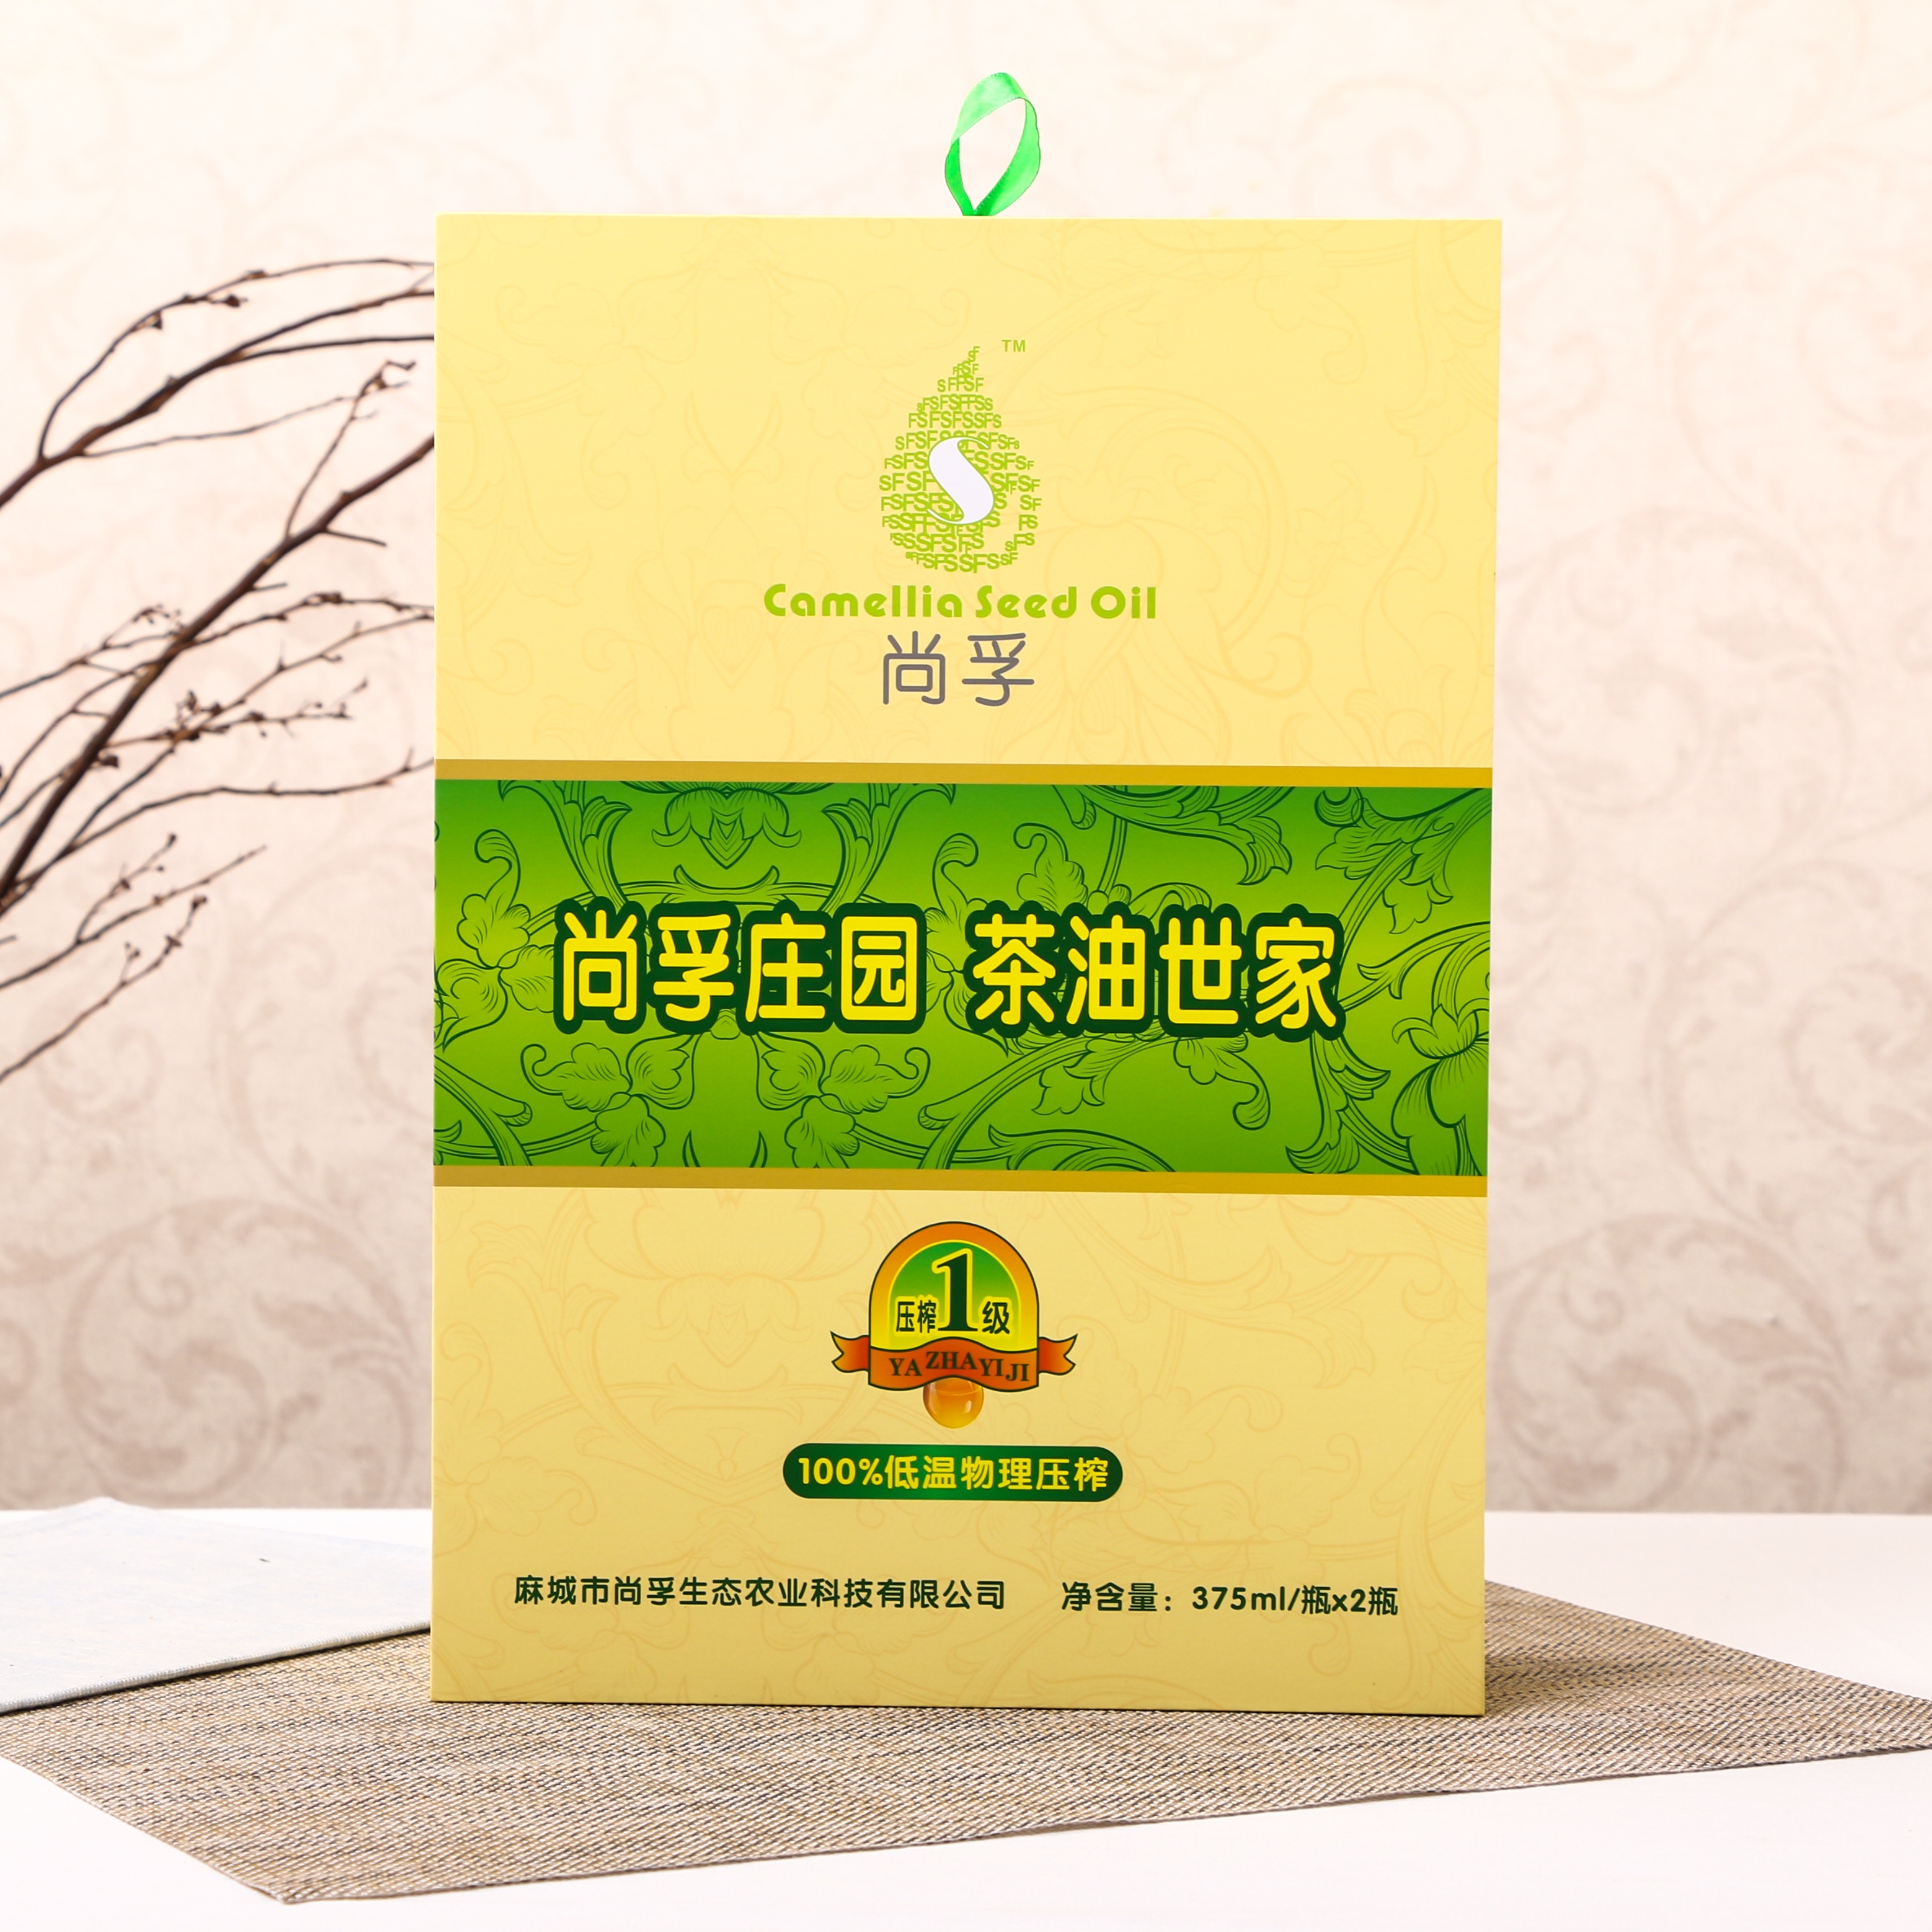 TM
S
Camellia Seed Oil
尚孚
尚孚庄园 茶油世家
压榨1级
YA ZHA YI JI
100%低温物理压榨
麻城市尚孚生态农业科技有限公司 净含量：375ml/瓶x2瓶